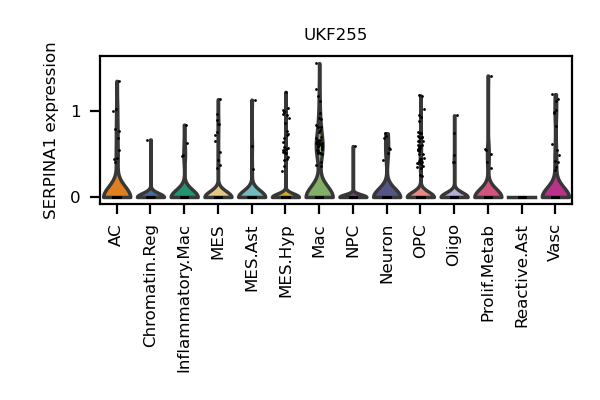 UKF255
SERPINA1 expression
1
0
AC
Chromatin.Reg
Inflammatory.Mac
MES
MES.Ast
MES.Hyp
Mac
NPC
Neuron
OPC
Oligo
Prolif.Metab
Reactive.Ast
Vasc